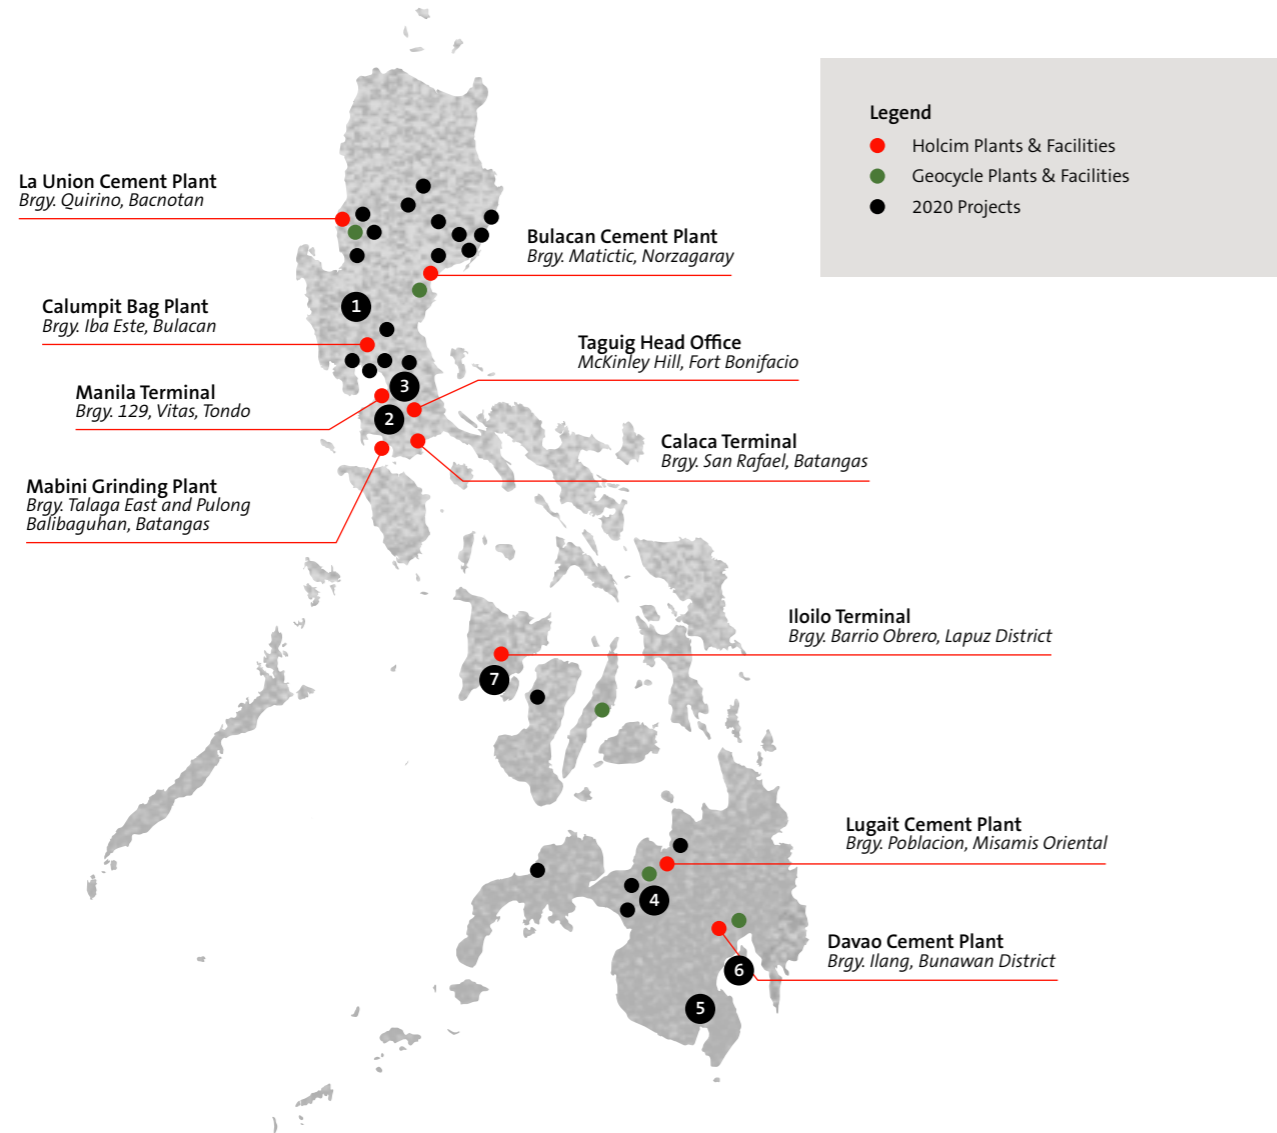 Legend
Holcim Plants & Facilities
Geocycle Plants & Facilities
2020 Projects
La Union Cement Plant
Brgy. Quirino, Bacnotan
Bulacan Cement Plant
Brgy. Matictic, Norzagaray
Calumpit Bag Plant
Brgy. Iba Este, Bulacan
1
Taguig Head Office
McKinley Hill, Fort Bonifacio
Manila Terminal
Brgy. 129, Vitas, Tondo
3
2
Calaca Terminal
Brgy. San Rafael, Batangas
Mabini Grinding Plant
Brgy. Talaga East and Pulong
Balibaguhan, Batangas
Iloilo Terminal
Brgy. Barrio Obrero, Lapuz District
7
Lugait Cement Plant
Brgy. Poblacion, Misamis Oriental
4
Davao Cement Plant
Brgy. Ilang, Bunawan District
6
5